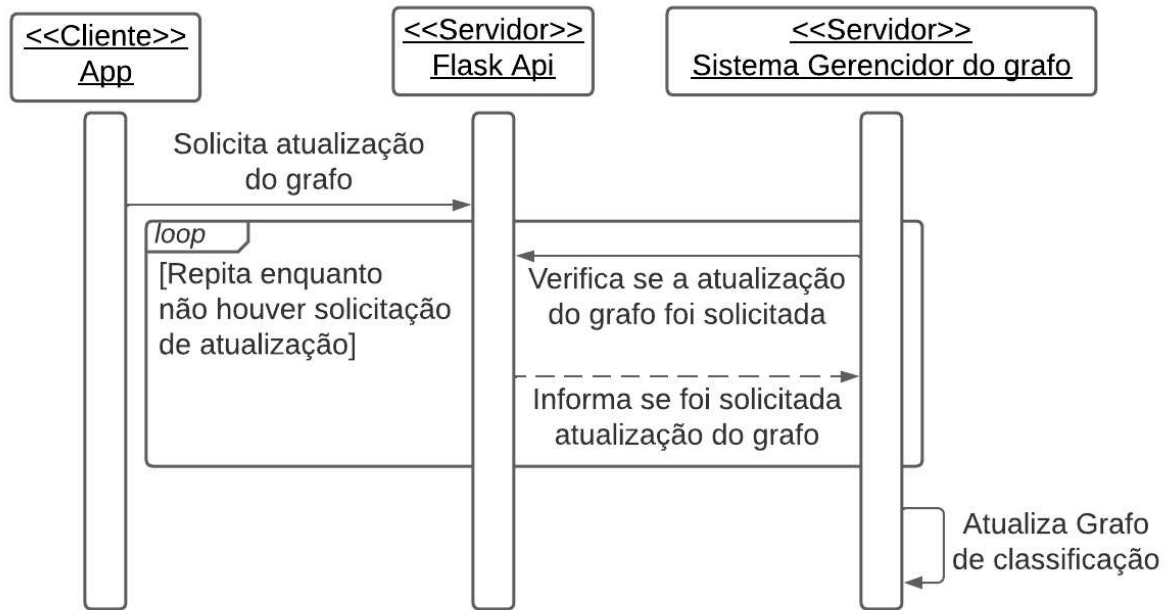 <<Cliente>>
App
<<Servidor>>
Flask Api
<<Servidor>>
Sistema Gerencidor do grafo
Solicita atualização
do grafo
loop
[Repita enquanto
não houver solicitação
de atualização]
Verifica se a atualização
do grafo foi solicitada
Informa se foi solicitada
atualização do grafo
Atualiza Grafo
de classificação